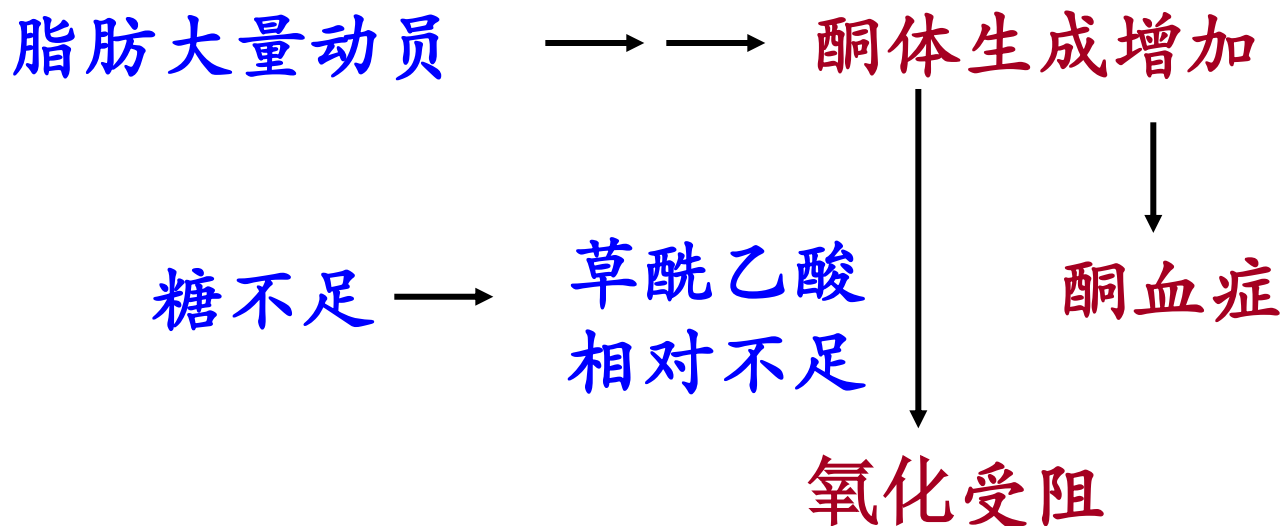 脂肪大量动员
酮体生成增加
糖不足
草酰乙酸
相对不足
酮血症
氧化受阻